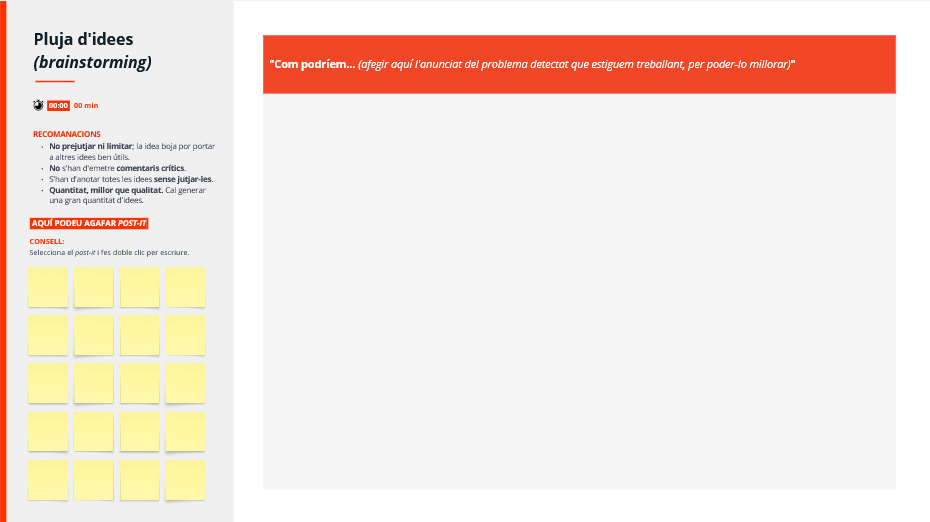 Pluja d'idees
(brainstorming)
00:00 00 min
RECOMANACIONS
• No prejutjar ni limitar; la idea boja por portar
a altres idees ben útils.
• No s'han d'emetre comentaris crítics.
• S'han d'anotar totes les idees sense jutjar-les.
• Quantitat, millor que qualitat. Cal generar
una gran quantitat d'idees.
AQUÍ PODEU AGAFAR POST-IT
CONSELL:
Selecciona el post-it i fes doble clic per escriure.
"Com podríem... (afegir aquí l'anunciat del problema detectat que estiguem treballant, per poder-lo millorar)"